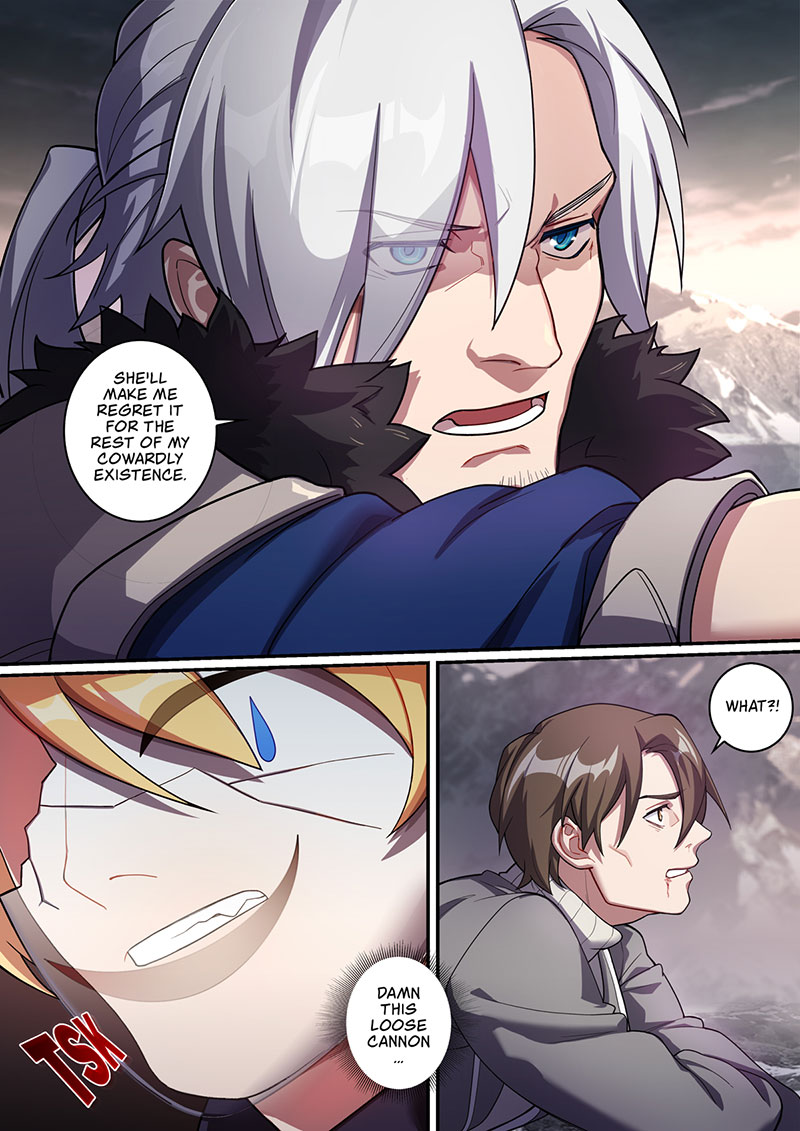 SHE'LL
MAKE ME
REGRET IT
FOR THE
REST OF MY
COWARDLY
EXISTENCE.
WHAT?!
DAMN
THIS
LOOSE
CANNON
...
TSK